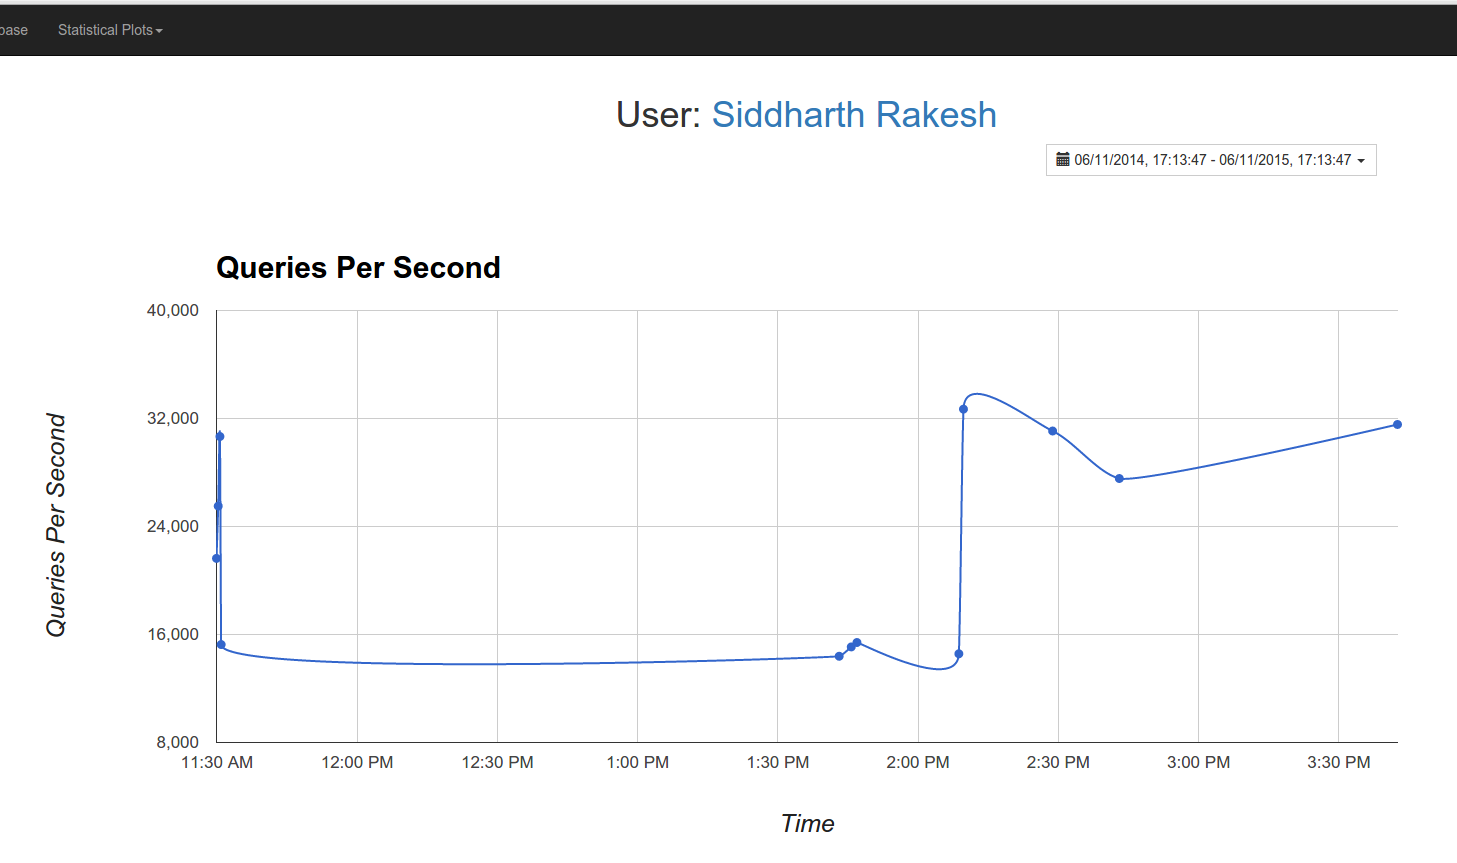 Statistical Plots
User: Siddharth Rakesh
06/11/2014, 17:13:47 - 06/11/2015, 17:13:47
Queries Per Second
40,000
32,000
24,000
16,000
8,000
Queries Per Second
11:30 AM 12:00 PM 12:30 PM 1:00 PM 1:30 PM 2:00 PM 2:30 PM 3:00 PM 3:30 PM
Time